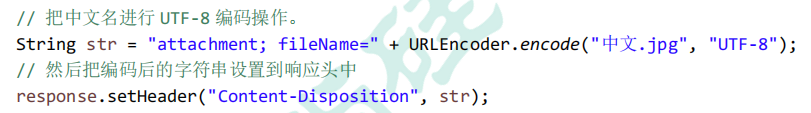 // 把中文名进行 UTF-8 编码操作。
String str = "attachment; fileName=" + URLEncoder.encode("中文.jpg", "UTF-8");
// 然后把编码后的字符串设置到响应头中
response.setHeader("Content-Disposition", str);